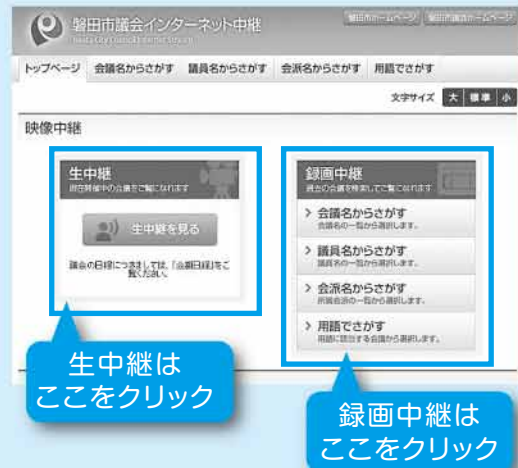 磐田市議会インターネット中継
磐田市ホームページ 磐田市議会ホームページ
トップページ 会議名からさがす 議員名からさがす 会派名からさがす 用語でさがす
文字サイズ 大 標準 小
映像中継
生中継
現在開催中の会議をご覧になれます
生中継を見る
議会の日程につきましては、「会期日程」をご
覧ください。
録画中継
過去の会議を検索してご覧になれます
会議名からさがす
会議名の一覧から選択します。
議員名からさがす
議員名の一覧から選択します。
会派名からさがす
所属会派の一覧から選択します。
用語でさがす
用語に該当する会議から選択します。
生中継は
ここをクリック
録画中継は
ここをクリック